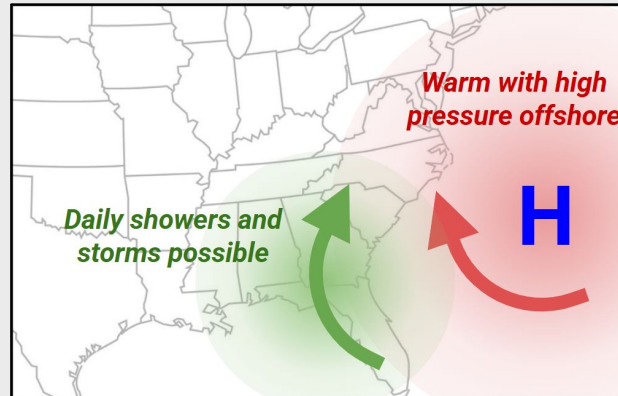 Warm with high
pressure offshore
H
Daily showers and
storms possible